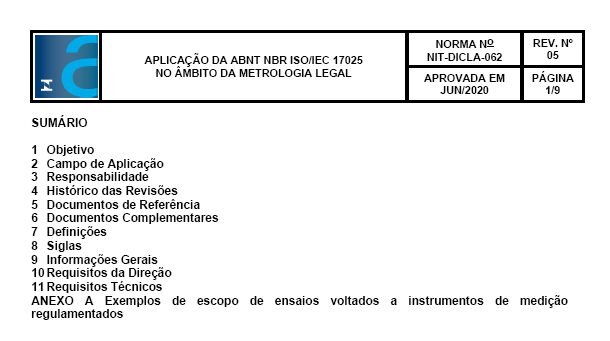 APLICAÇÃO DA ABNT NBR ISO/IEC 17025
NO ÂMBITO DA METROLOGIA LEGAL
NORMA Nº
NIT-DICLA-062
REV. Nº
05
APROVADA EM
JUN/2020
PÁGINA
1/9
SUMÁRIO
1 Objetivo
2 Campo de Aplicação
3 Responsabilidade
4 Histórico das Revisões
5 Documentos de Referência
6 Documentos Complementares
7 Definições
8 Siglas
9 Informações Gerais
10 Requisitos da Direção
11 Requisitos Técnicos
ANEXO A Exemplos de escopo de ensaios voltados a instrumentos de medição
regulamentados